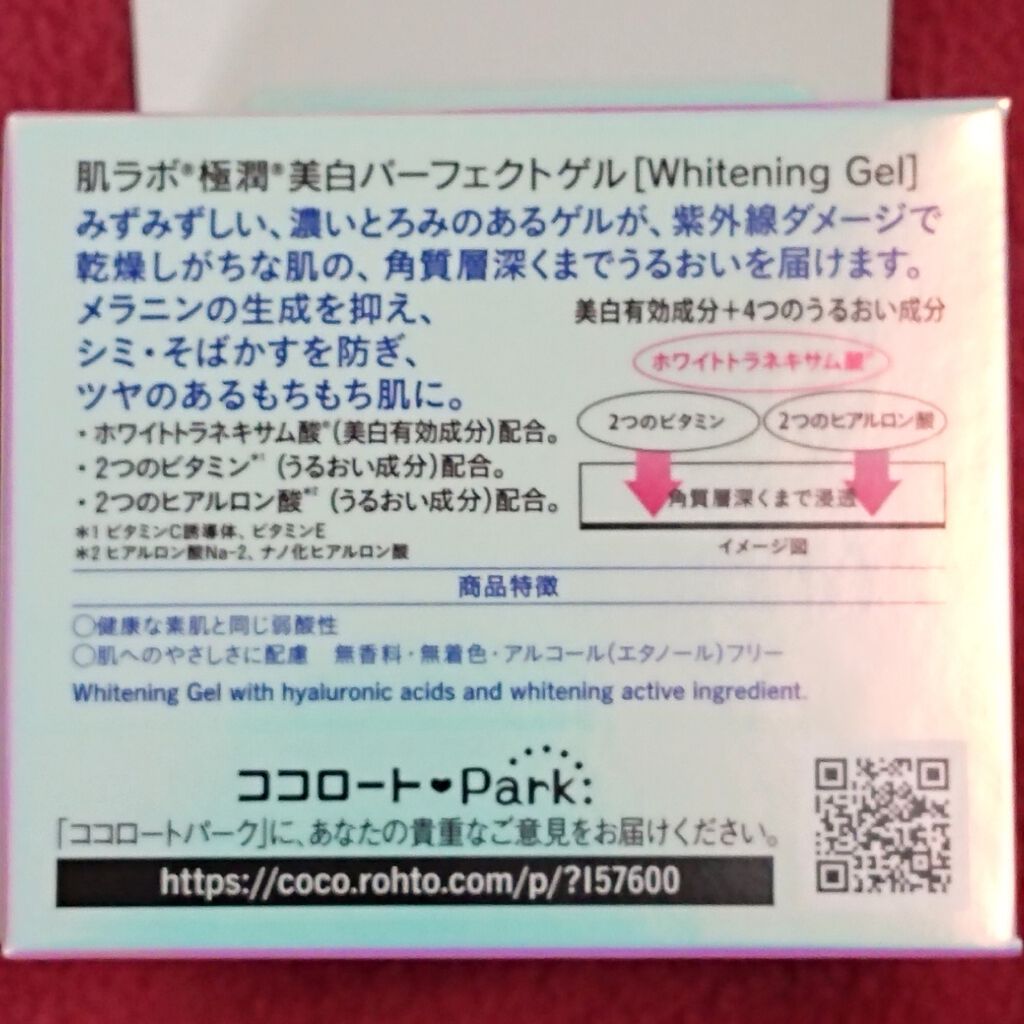 肌ラボ®極潤®美白パーフェクトゲル[Whitening Gel]
みずみずしい、濃いとろみのあるゲルが、紫外線ダメージで
乾燥しがちな肌の、角質層深くまでうるおいを届けます。
メラニンの生成を抑え、
シミ・そばかすを防ぎ、
ツヤのあるもちもち肌に。
・ホワイトトラネキサム酸*(美白有効成分)配合。
・2つのビタミン*1 (うるおい成分)配合。
・2つのヒアルロン酸*2 (うるおい成分)配合。
*1 ビタミンC誘導体、ビタミンE
*2 ヒアルロン酸Na-2、ナノ化ヒアルロン酸
美白有効成分+4つのうるおい成分
ホワイトトラネキサム酸*
2つのビタミン
2つのヒアルロン酸
角質層深くまで浸透
イメージ図
商品特徴
○健康な素肌と同じ弱酸性
○肌へのやさしさに配慮 無香料・無着色・アルコール(エタノール)フリー
Whitening Gel with hyaluronic acids and whitening active ingredient.
ココロート♥Park:
「ココロートパーク」に、あなたの貴重なご意見をお届けください。
https://coco.rohto.com/p/?I57600